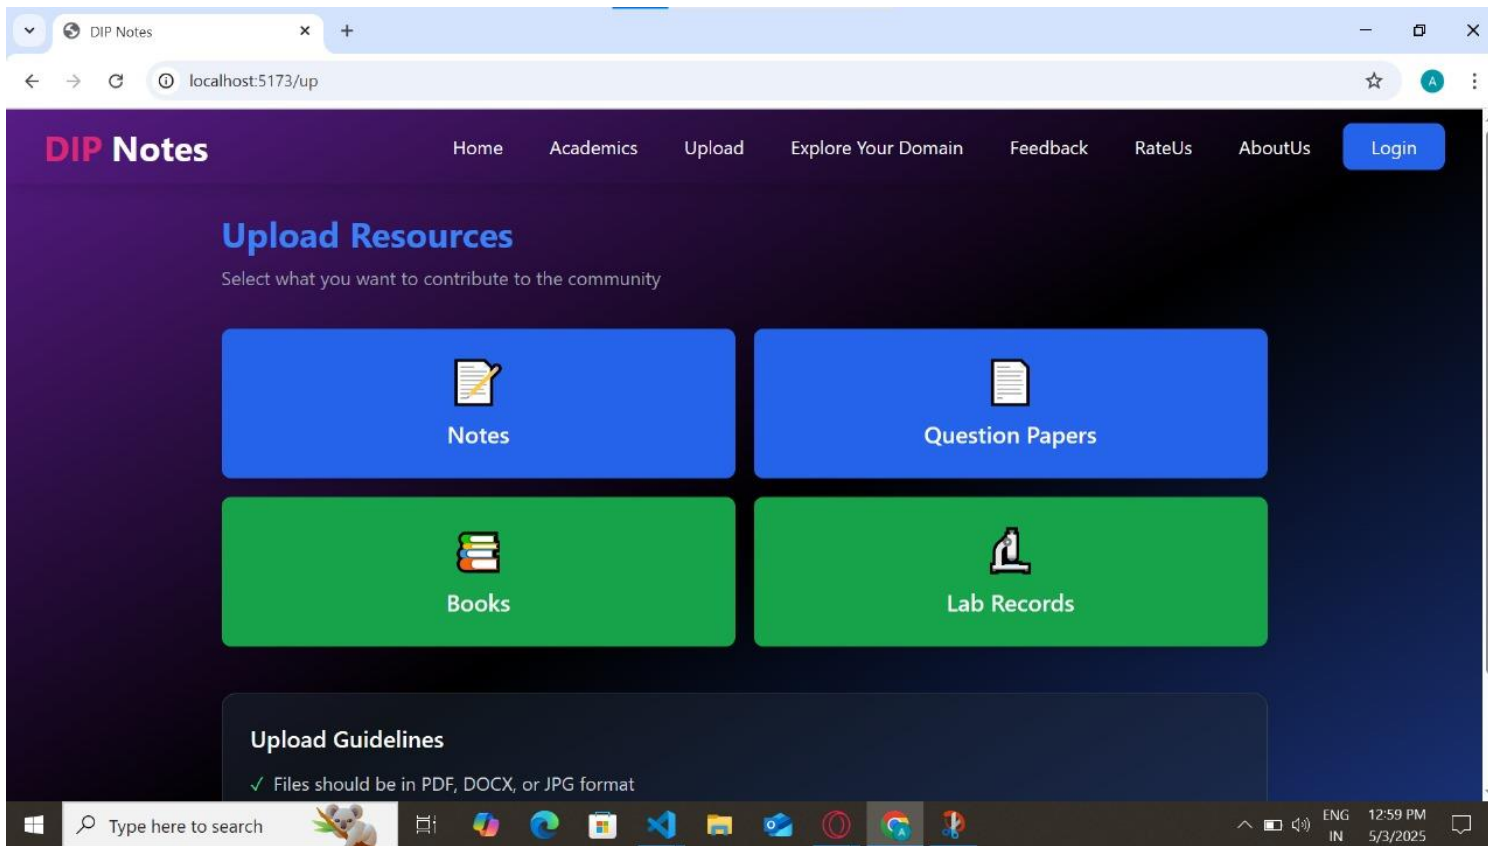 DIP Notes
localhost:5173/up
A
DIP Notes
Home Academics Upload Explore Your Domain Feedback RateUs AboutUs Login
Upload Resources
Select what you want to contribute to the community
Notes
Question Papers
Books
Lab Records
Upload Guidelines
✓ Files should be in PDF, DOCX, or JPG format
Type here to search
ENG
IN
12:59 PM
5/3/2025